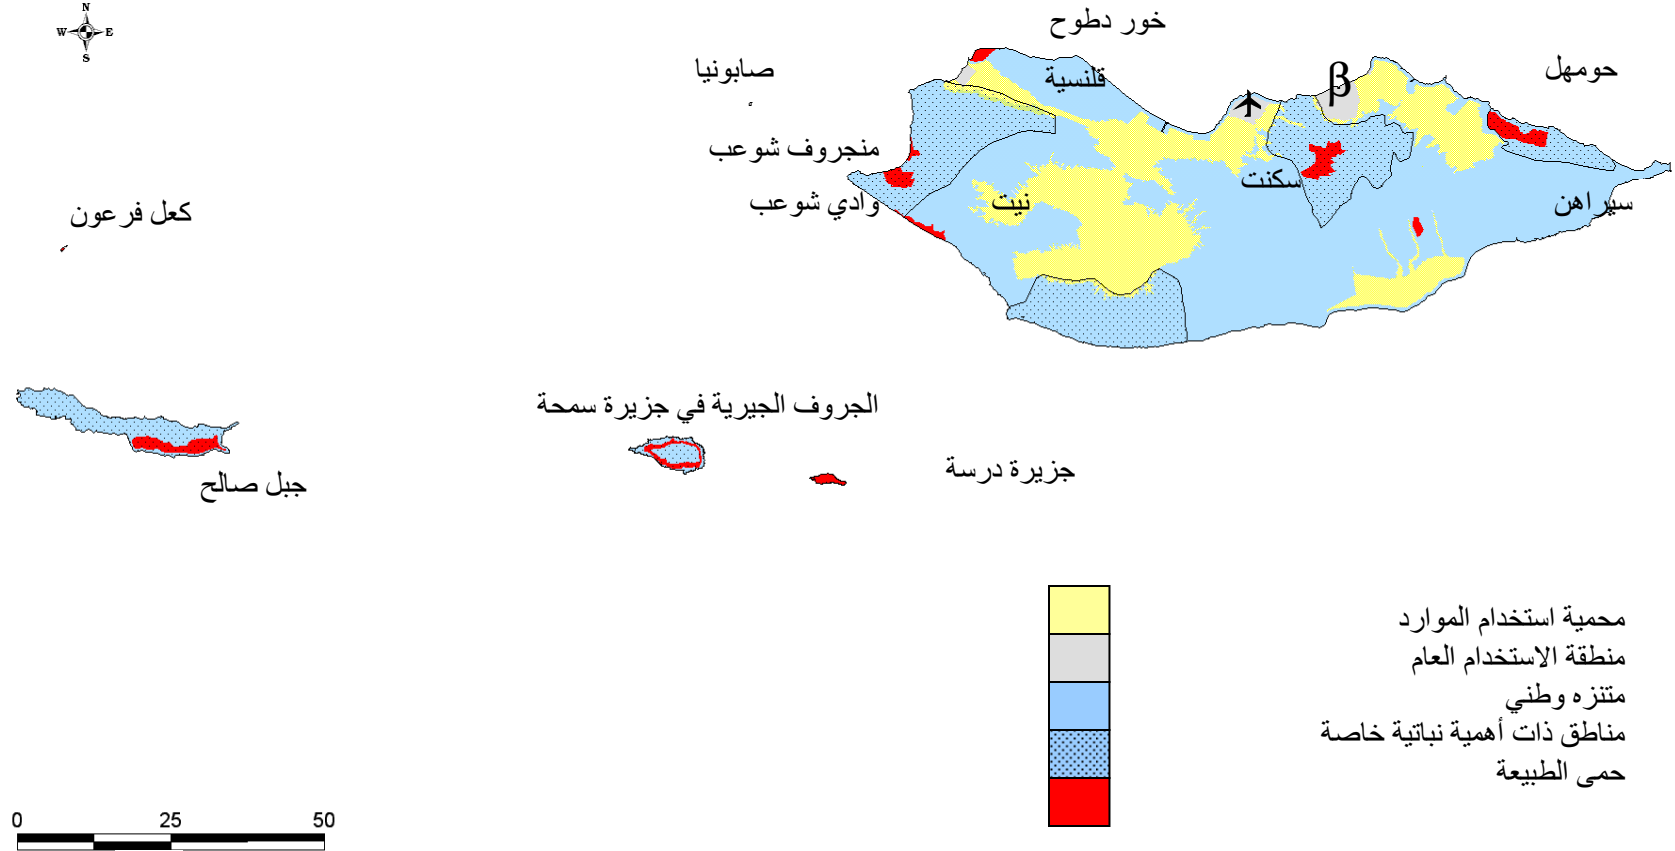 N
W E
S
خور دطوح
صابونيا
قلنسية
β
حومهل
منجروف شوعب
وادي شوعب
نيت
سكنت
سيراهن
كعل فرعون
الجروف الجيرية في جزيرة سمحة
جزيرة درسة
جبل صالح
محمية استخدام الموارد
منطقة الاستخدام العام
متنزه وطني
مناطق ذات أهمية نباتية خاصة
حمى الطبيعة
0 25 50